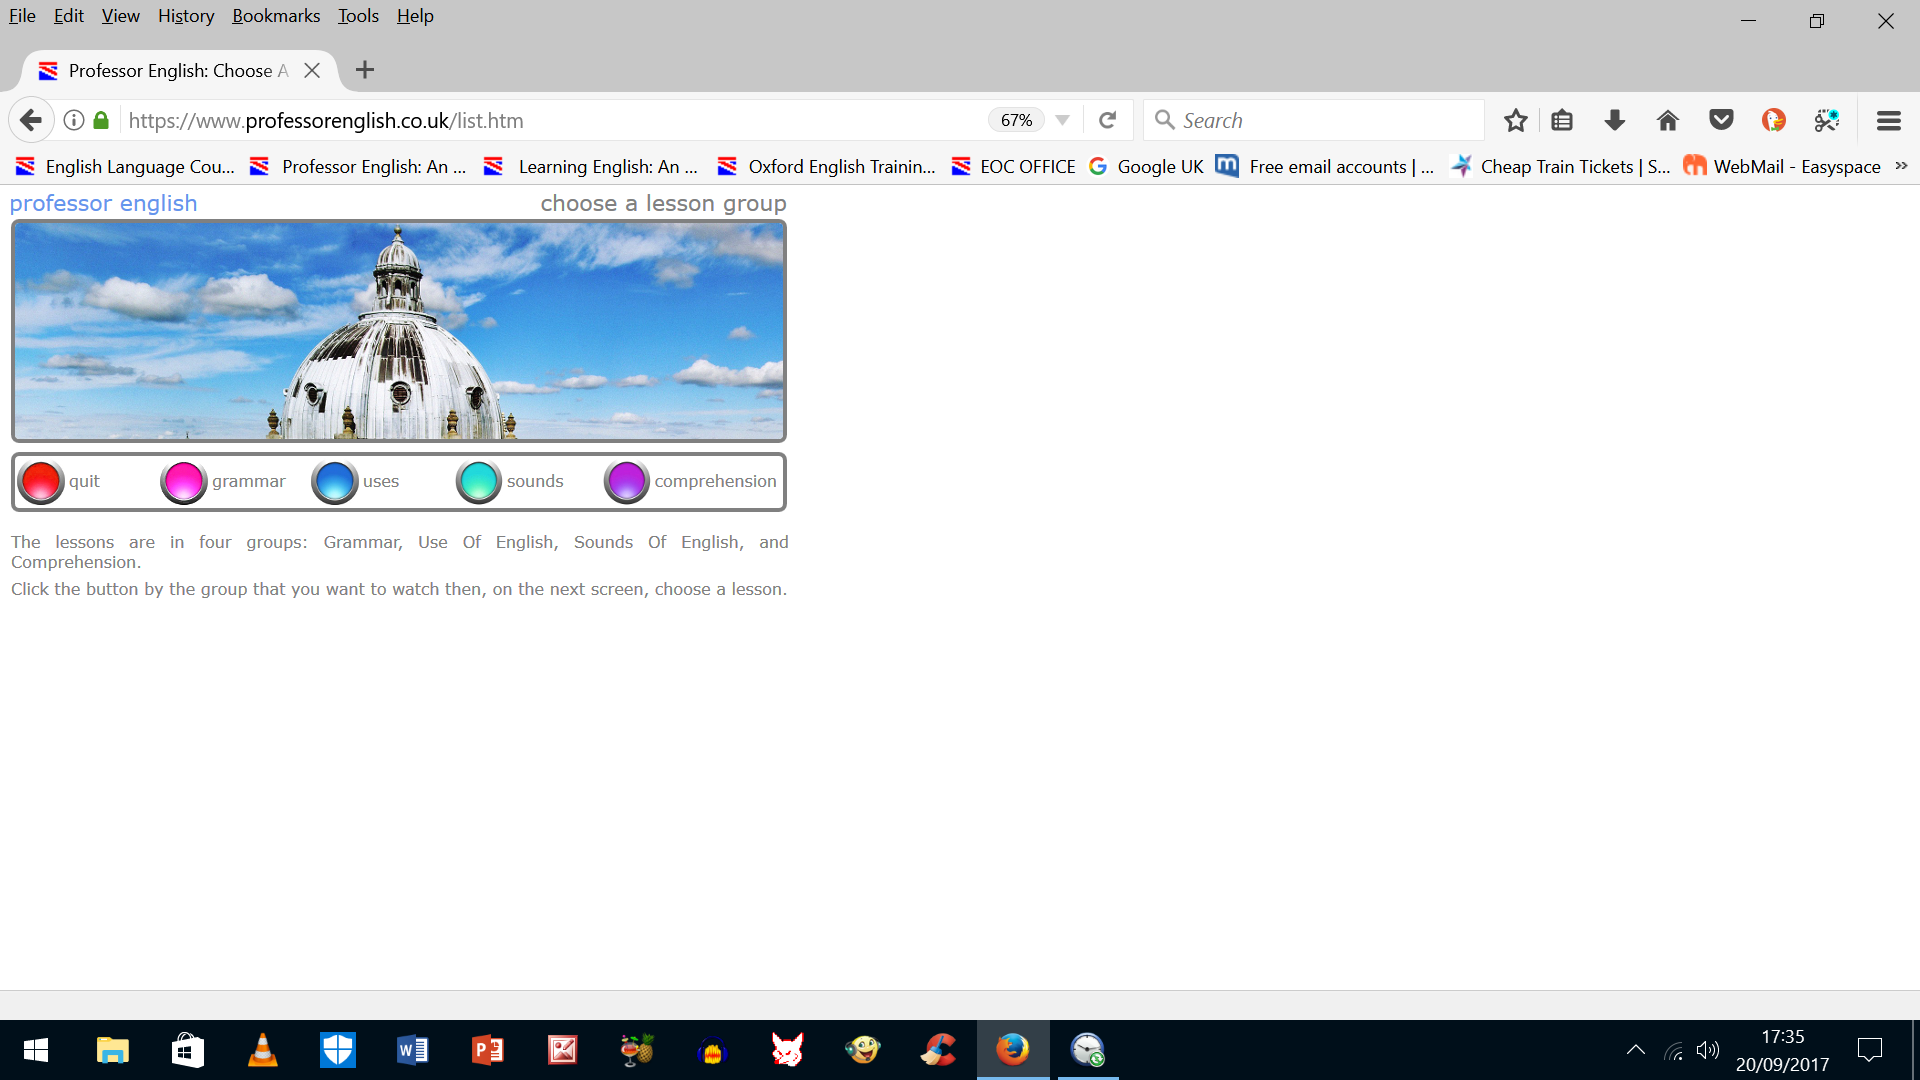 File Edit View History Bookmarks Tools Help
Professor English: Choose A
https://www.professorenglish.co.uk/list.htm 67% Search
English Language Cou... Professor English: An ... Learning English: An ... Oxford English Trainin... EOC OFFICE Google UK Free email accounts | ... Cheap Train Tickets | S... WebMail - Easyspace
professor english choose a lesson group
quit grammar uses sounds comprehension
The lessons are in four groups: Grammar, Use Of English, Sounds Of English, and
Comprehension.
Click the button by the group that you want to watch then, on the next screen, choose a lesson.
17:35
20/09/2017